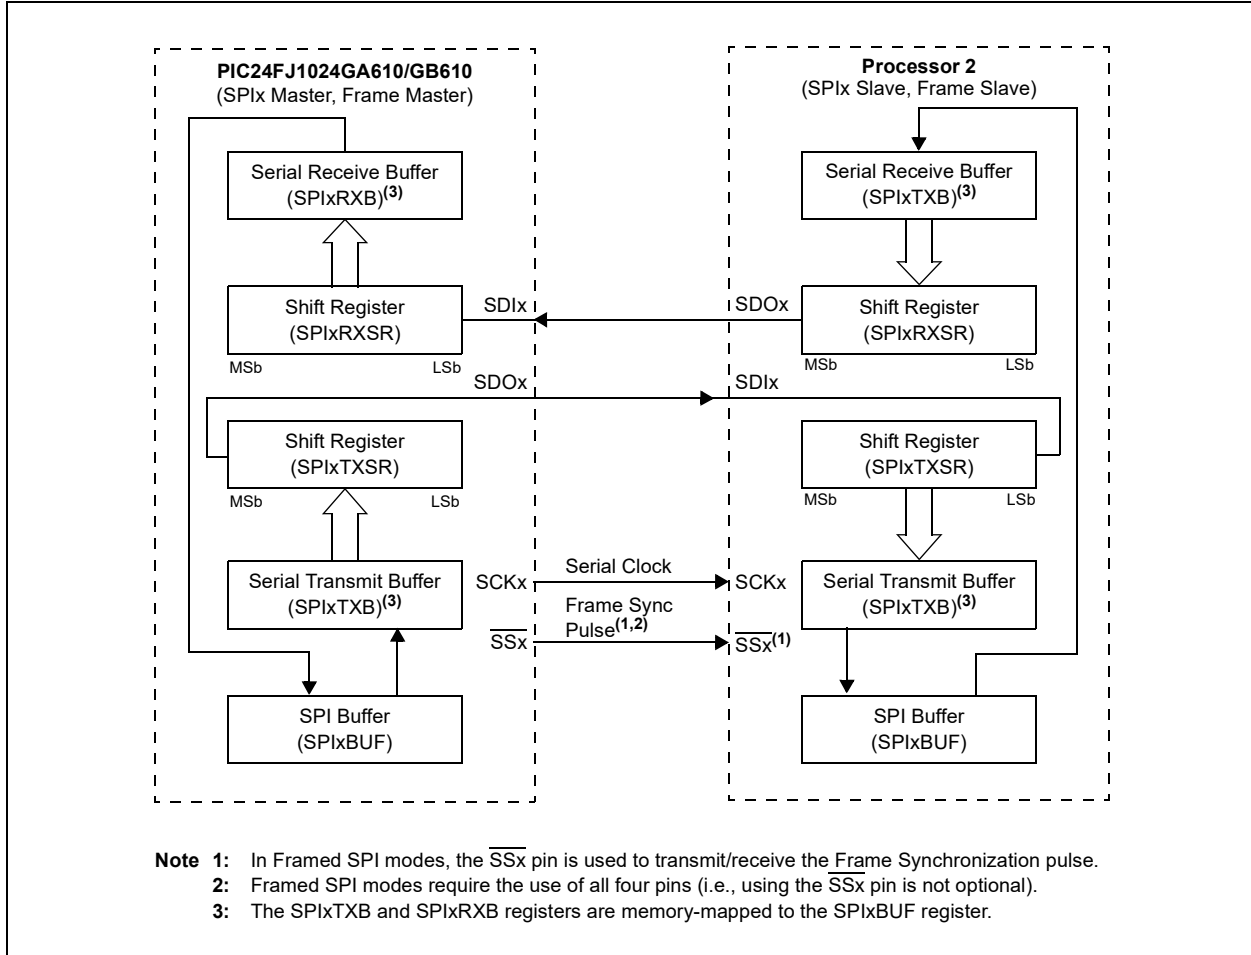 PIC24FJ1024GA610/GB610
(SPIx Master, Frame Master)
Serial Receive Buffer
(SPIxRXB)(3)
Shift Register
(SPIxRXSR)
MSb
LSb
SDIx
SDOx
Shift Register
(SPIxTXSR)
MSb
LSb
Serial Transmit Buffer
(SPIxTXB)(3)
SCKx
SSx
SPI Buffer
(SPIxBUF)
Serial Clock
Frame Sync
Pulse(1,2)
Processor 2
(SPIx Slave, Frame Slave)
Serial Receive Buffer
(SPIxTXB)(3)
SDOx
Shift Register
(SPIxRXSR)
MSb
LSb
SDIx
Shift Register
(SPIxTXSR)
MSb
LSb
SCKx
Serial Transmit Buffer
(SPIxTXB)(3)
SSx(1)
SPI Buffer
(SPIxBUF)
Note 1: In Framed SPI modes, the SSx pin is used to transmit/receive the Frame Synchronization pulse.
2: Framed SPI modes require the use of all four pins (i.e., using the SSx pin is not optional).
3: The SPIxTXB and SPIxRXB registers are memory-mapped to the SPIxBUF register.